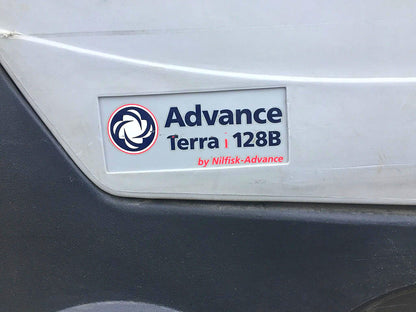 Advance
Terra 128B
by Nilfisk-Advance